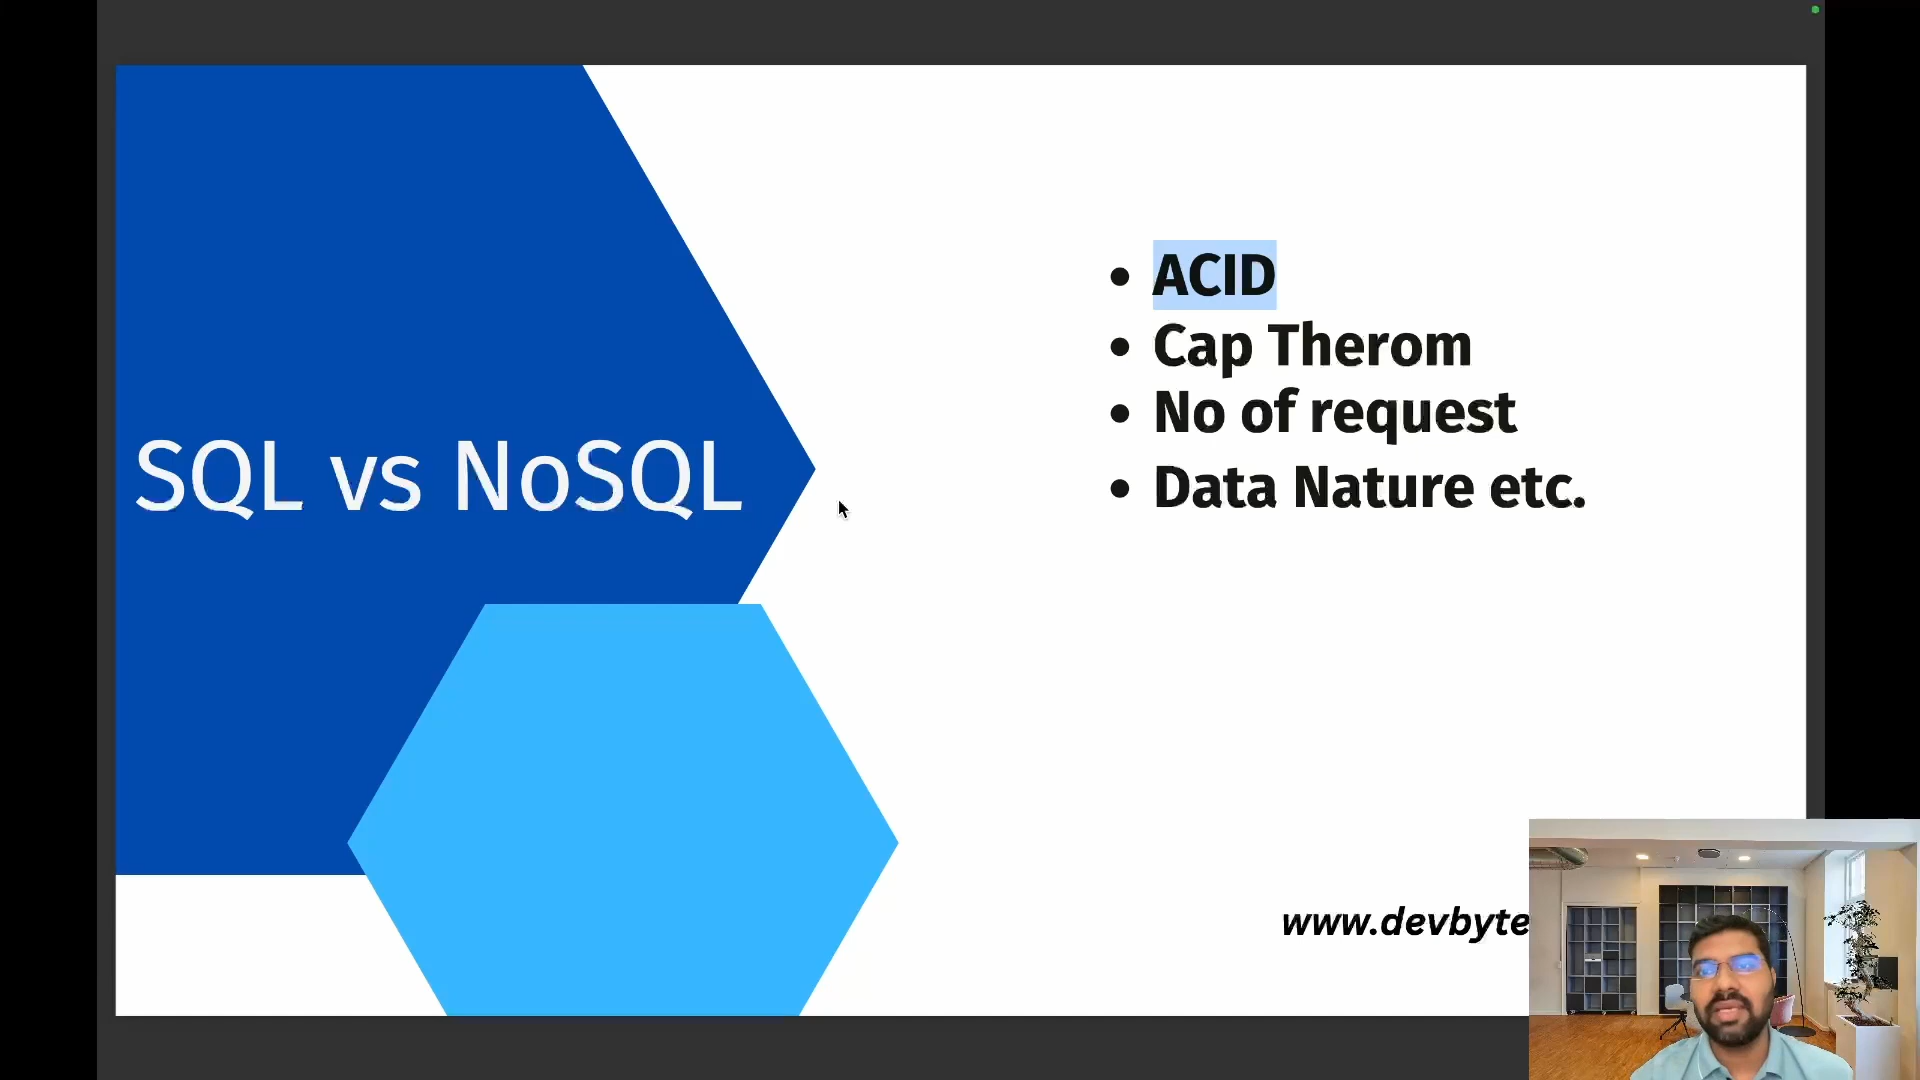 SQL vs NoSQL
• ACID
• Cap Therom
• No of request
• Data Nature etc.
www.devbyte